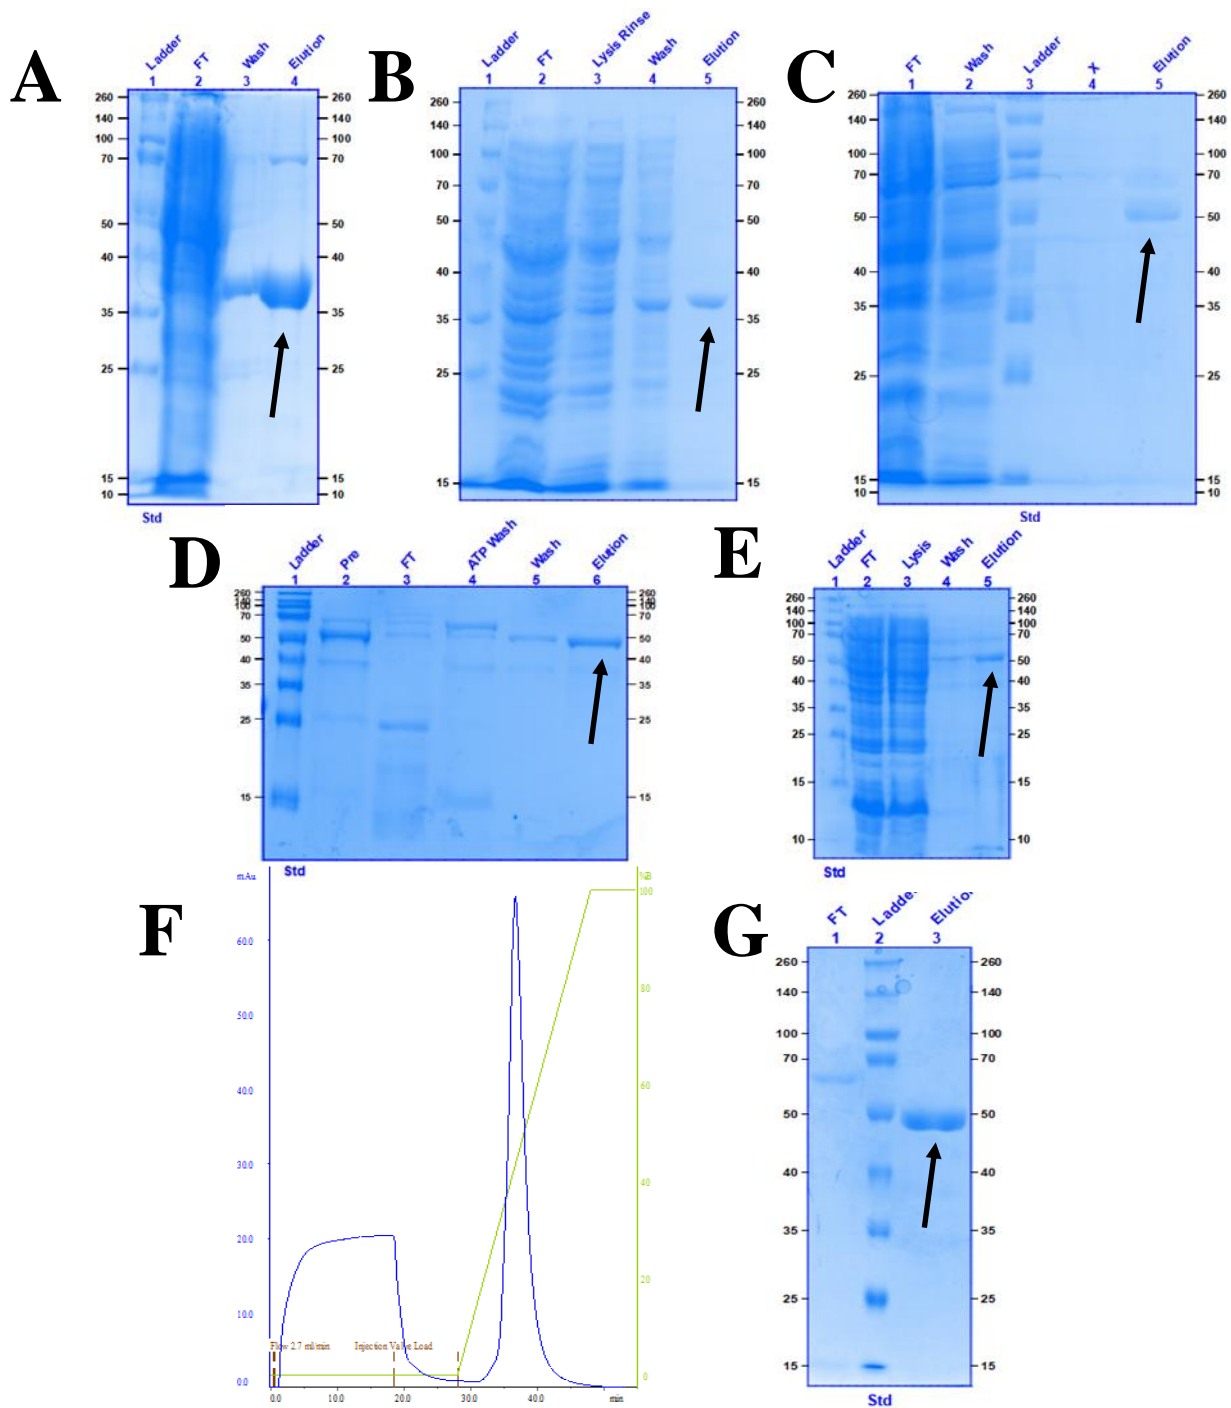 A
Ladder FT Wash Elution
1 2 3 4
260 260
140 140
100 100
70 70
50 50
40 40
35 35
25 25
15 15
10 10
Std
B
Ladder FT Lysis Rinse Wash Elution
1 2 3 4 5
260 260
140 140
100 100
70 70
50 50
40 40
35 35
25 25
15 15
C
FT Wash Ladder X Elution
1 2 3 4 5
260 260
140 140
100 100
70 70
50 50
40 40
35 35
25 25
15 15
10 10
Std
D
Ladder Pre FT ATP Wash Wash Elution
1 2 3 4 5 6
260 260
140 140
100 100
70 70
50 50
40 40
35 35
25 25
15 15
Std
E
Ladder FT Lysis Wash Elution
1 2 3 4 5
260 260
140 140
100 100
70 70
50 50
40 40
35 35
25 25
15 15
10 10
Std
F
mAu %B
100
60.0 80
50.0
40.0 60
30.0 40
20.0
10.0 20
Flow 2.7 ml/min Injection Valve Load
0.0 0
0.0 10.0 20.0 30.0 40.0 min
G
FT Ladder Elution
1 2 3
260 260
140 140
100 100
70 70
50 50
40 40
35 35
25 25
15 15
Std